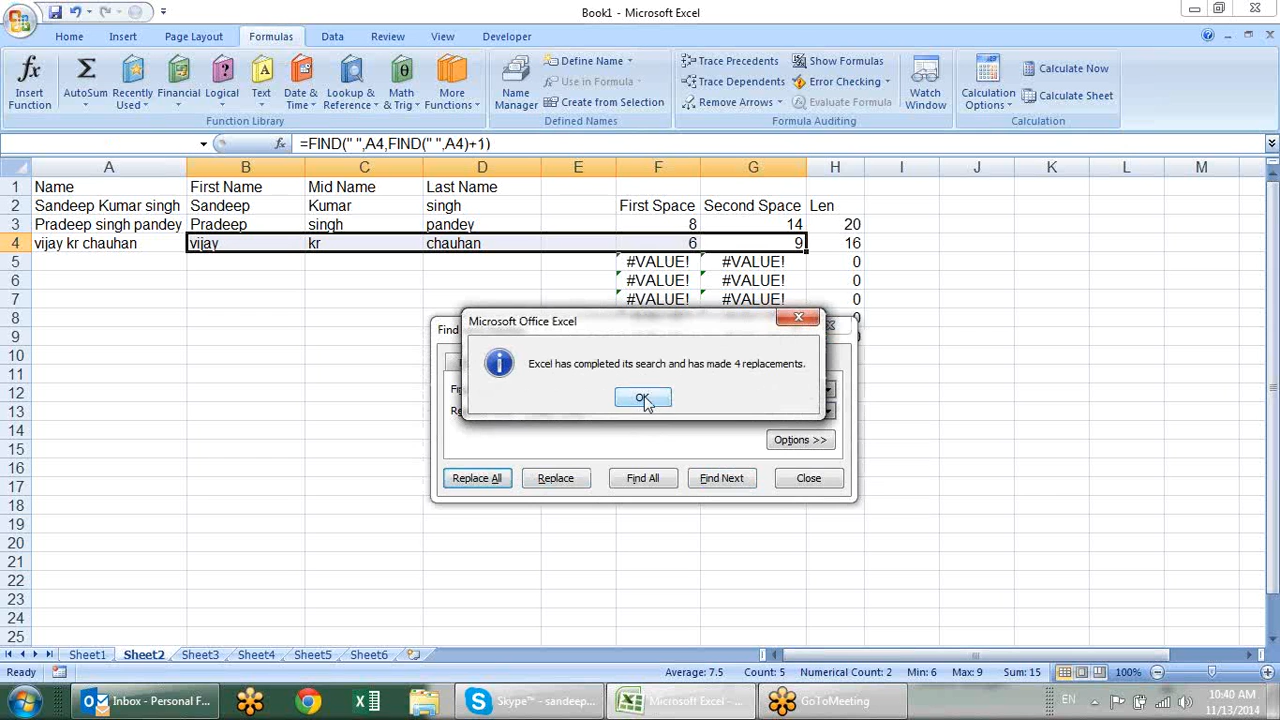 Book1 - Microsoft Excel
Home Insert Page Layout Formulas Data Review View Developer
Insert Function
AutoSum
Recently Used
Financial
Logical
Text
Date & Time
Lookup & Reference
Math & Trig
More Functions
Function Library
Name Manager
Define Name
Use in Formula
Create from Selection
Defined Names
Trace Precedents
Trace Dependents
Remove Arrows
Show Formulas
Error Checking
Evaluate Formula
Formula Auditing
Watch Window
Calculation Options
Calculate Now
Calculate Sheet
Calculation
=FIND(" ",A4,FIND(" ",A4)+1)
A B C D E F G H I J K L M
1 Name First Name Mid Name Last Name
2 Sandeep Kumar singh Sandeep Kumar singh First Space Second Space Len
3 Pradeep singh pandey Pradeep singh pandey 8 14 20
4 vijay kr chauhan vijay kr chauhan 6 9 16
5 #VALUE! #VALUE! 0
6 #VALUE! #VALUE! 0
7 #VALUE! #VALUE! 0
8
9
10
11
12
13
14
15
16
17
18
19
20
21
22
23
24
25
Find
Microsoft Office Excel
Excel has completed its search and has made 4 replacements.
OK
Options >>
Replace All Replace Find All Find Next Close
Sheet1 Sheet2 Sheet3 Sheet4 Sheet5 Sheet6
Ready Average: 7.5 Count: 5 Numerical Count: 2 Min: 6 Max: 9 Sum: 15 100%
Inbox - Personal F... Skype™ - sandeep... Microsoft Excel - ... GoToMeeting EN 10:40 AM
11/13/2014